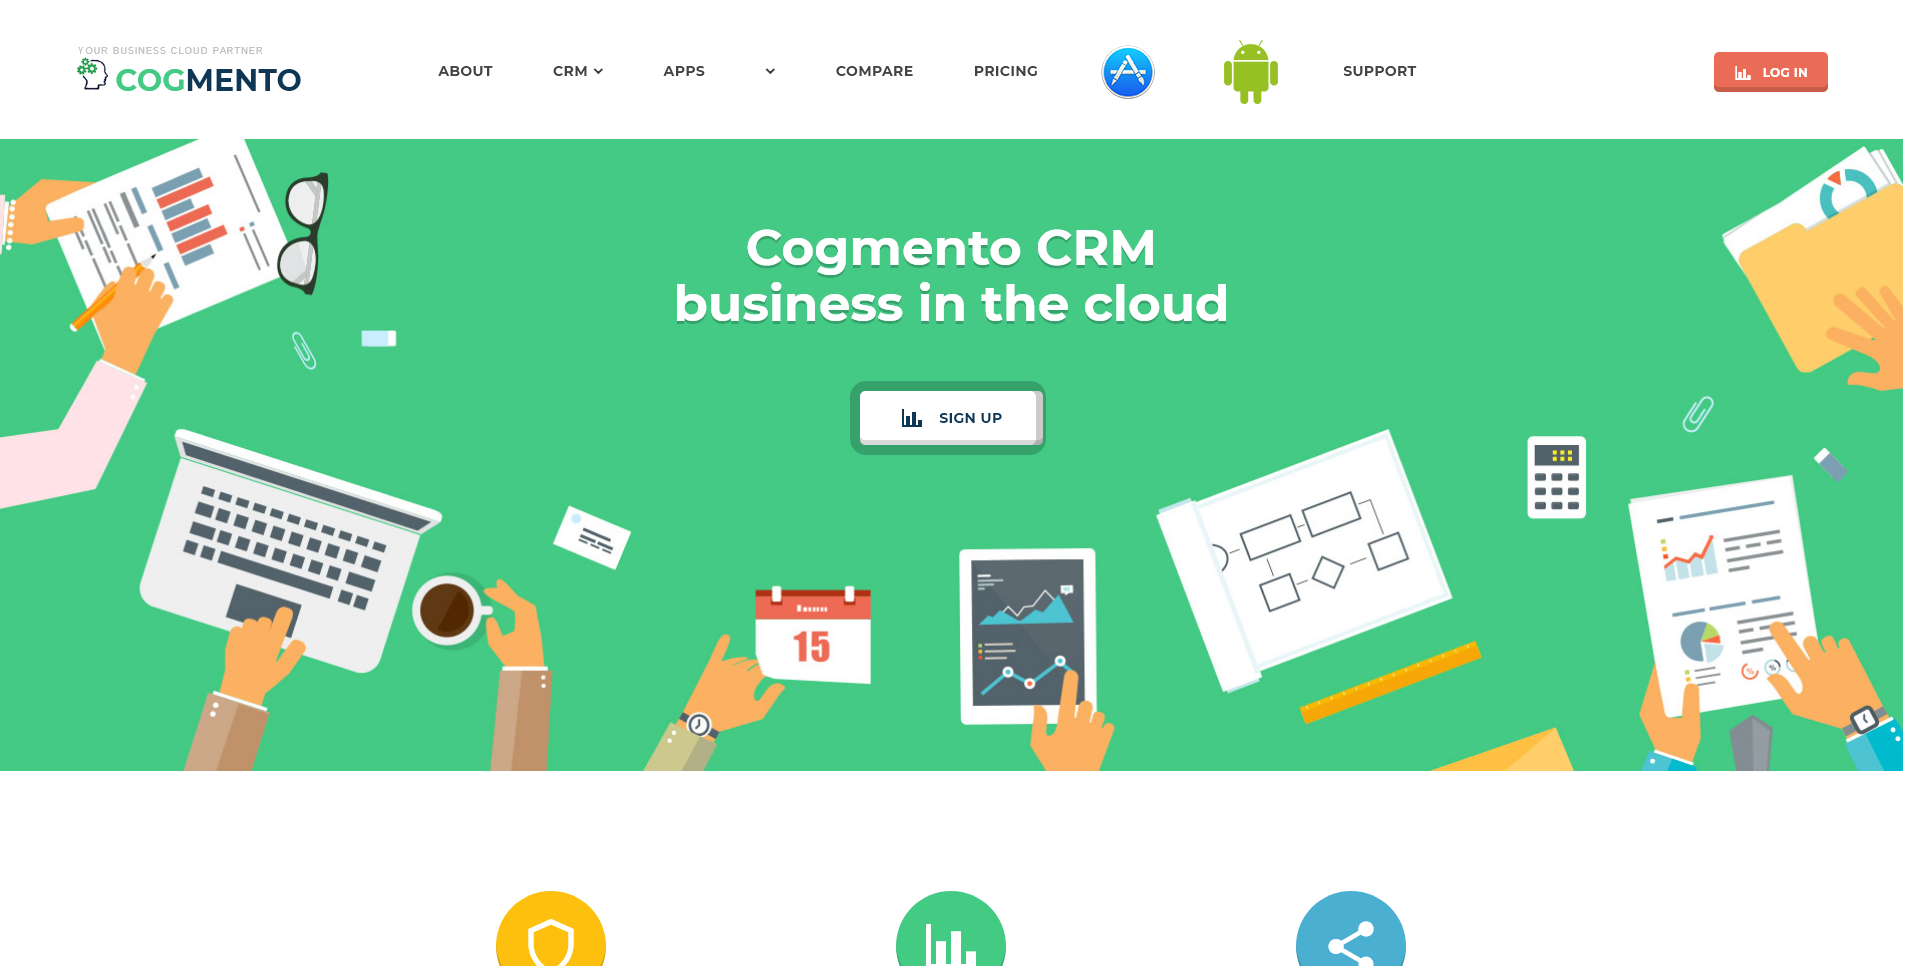 YOUR BUSINESS CLOUD PARTNER
COGMENTO
ABOUT
CRM
APPS
COMPARE
PRICING
SUPPORT
LOG IN
Cogmento CRM
business in the cloud
SIGN UP
15